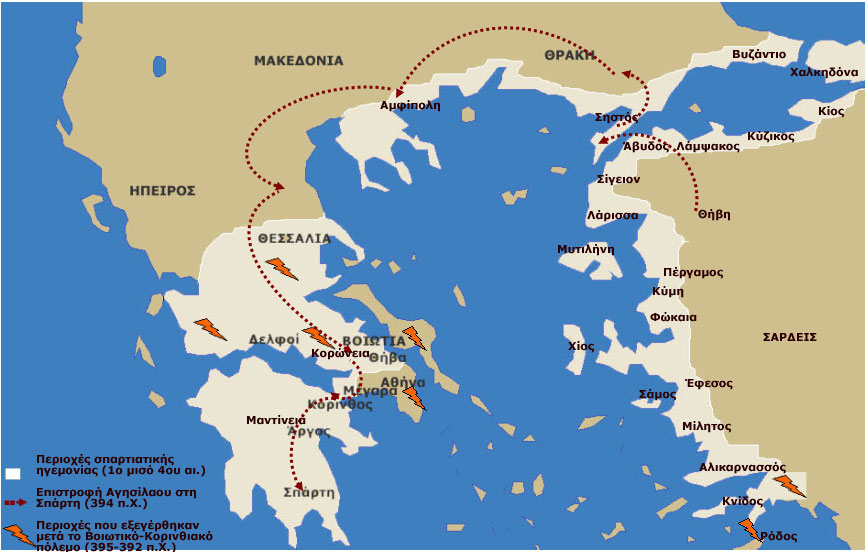 ΜΑΚΕΔΟΝΙΑ
ΘΡΑΚΗ
Βυζάντιο
Χαλκηδόνα
Αμφίπολη
Σηστός
Κίος
Άβυδος
Λάμψακος
Κύζικος
ΗΠΕΙΡΟΣ
Σίγειον
Λάρισσα
Θήβη
ΘΕΣΣΑΛΙΑ
Μυτιλήνη
Πέργαμος
Κύμη
Φώκαια
ΣΑΡΔΕΙΣ
Δελφοί
ΒΟΙΩΤΙΑ
Κορώνεια
Θήβα
Χίος
Αθήνα
Μέγαρα
Κόρινθος
Έφεσος
Σάμος
Μαντίνεια
Άργος
Μίλητος
Αλικαρνασσός
Σπάρτη
Κνίδος
Ρόδος
Περιοχές σπαρτιατικής
ηγεμονίας (1ο μισό 4ου αι.)
Επιστροφή Αγησίλαου στη
Σπάρτη (394 π.Χ.)
Περιοχές που εξεγέρθηκαν
μετά το Βοιωτικό-Κορινθιακό
πόλεμο (395-392 π.Χ.)